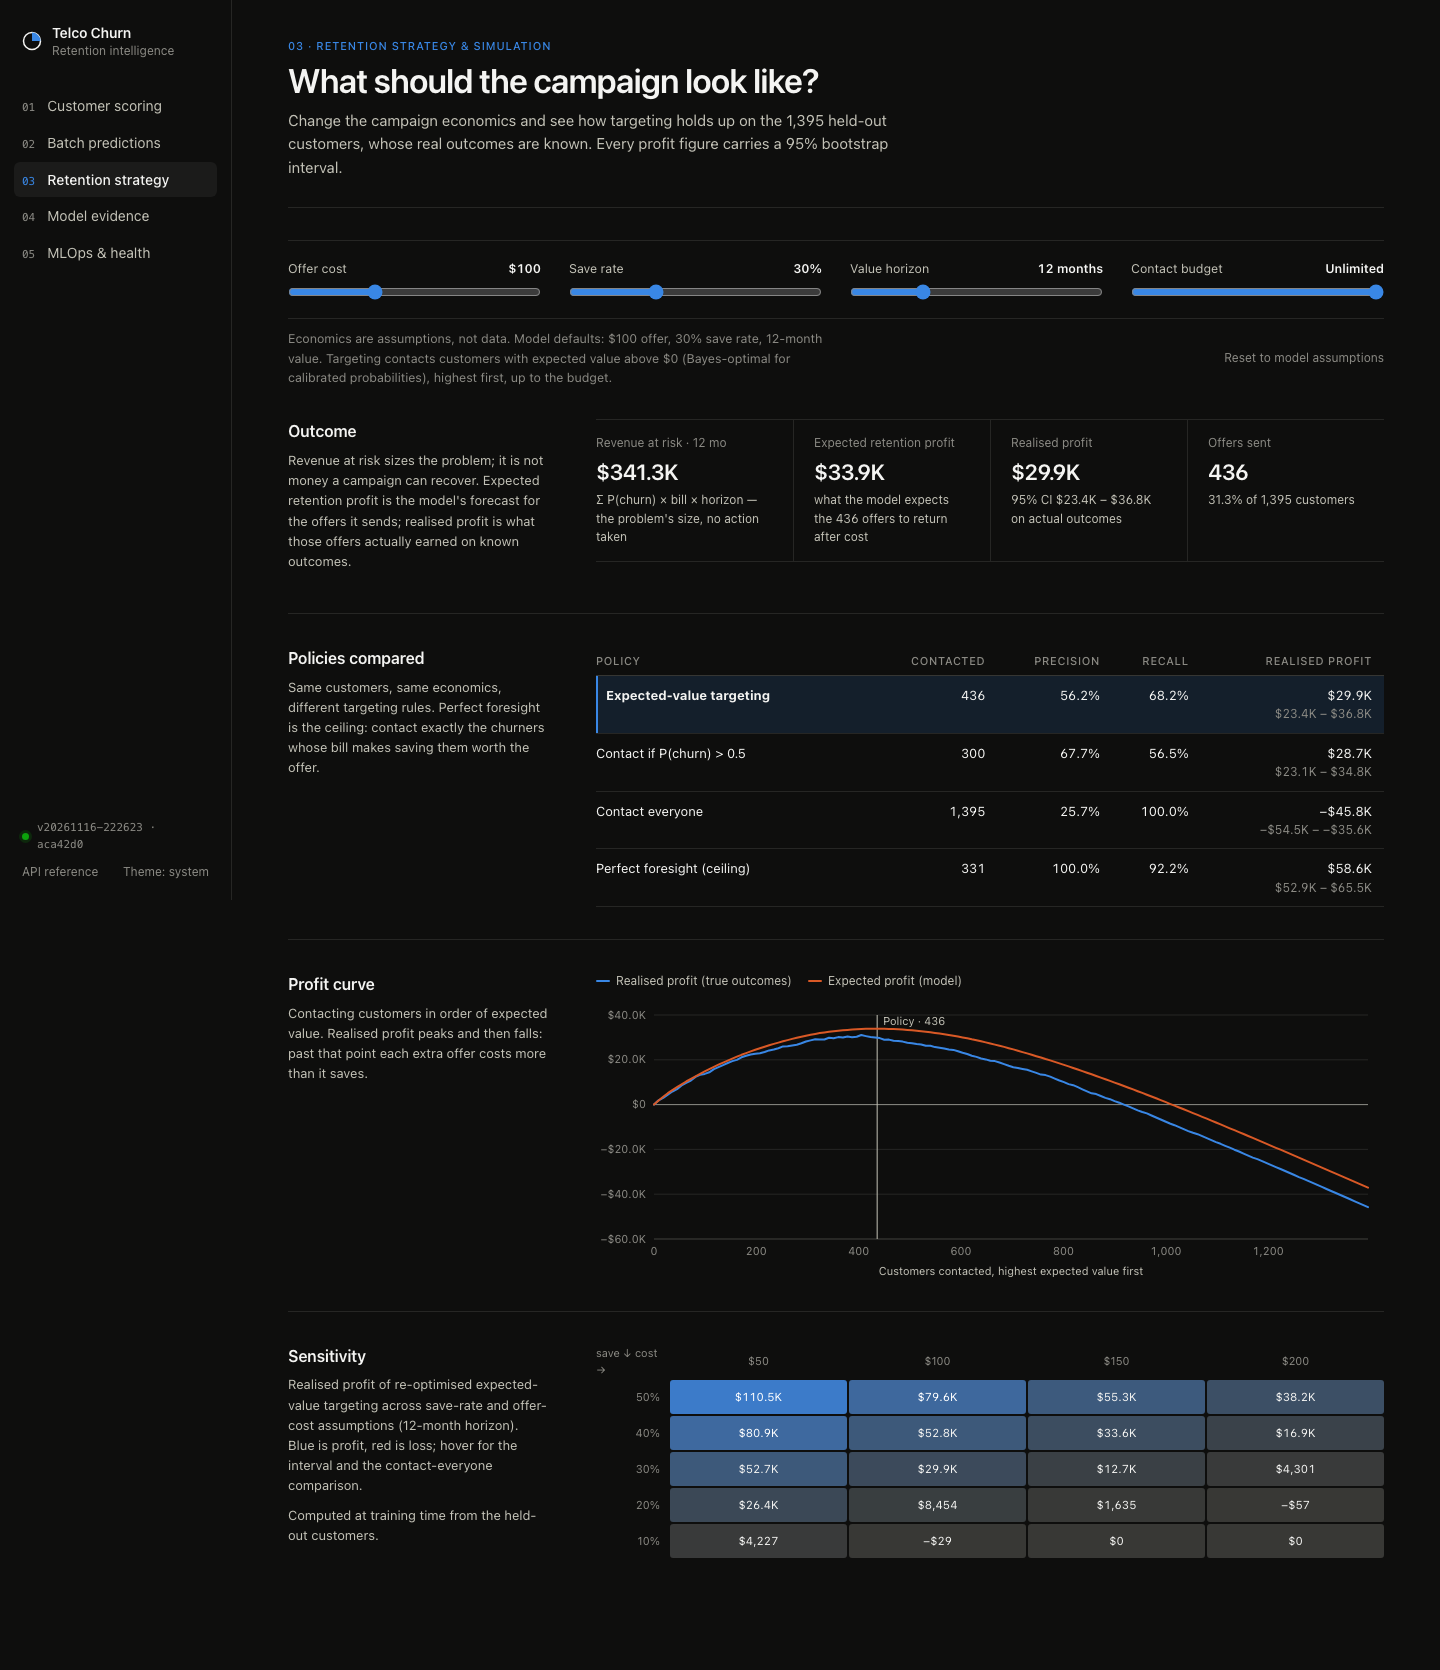 Telco Churn
Retention intelligence
01 Customer scoring
02 Batch predictions
03 Retention strategy
04 Model evidence
05 MLOps & health
v20261116-222623 ·
aca42d0
API reference Theme: system
03 · RETENTION STRATEGY & SIMULATION
What should the campaign look like?
Change the campaign economics and see how targeting holds up on the 1,395 held-out
customers, whose real outcomes are known. Every profit figure carries a 95% bootstrap
interval.
Offer cost $100
Save rate 30%
Value horizon 12 months
Contact budget Unlimited
Economics are assumptions, not data. Model defaults: $100 offer, 30% save rate, 12-month
value. Targeting contacts customers with expected value above $0 (Bayes-optimal for
calibrated probabilities), highest first, up to the budget.
Reset to model assumptions
Outcome
Revenue at risk sizes the problem; it is not
money a campaign can recover. Expected
retention profit is the model's forecast for
the offers it sends; realised profit is what
those offers actually earned on known
outcomes.
Revenue at risk · 12 mo
$341.3K
Σ P(churn) × bill × horizon —
the problem's size, no action
taken
Expected retention profit
$33.9K
what the model expects
the 436 offers to return
after cost
Realised profit
$29.9K
95% CI $23.4K – $36.8K
on actual outcomes
Offers sent
436
31.3% of 1,395 customers
Policies compared
Same customers, same economics,
different targeting rules. Perfect foresight
is the ceiling: contact exactly the churners
whose bill makes saving them worth the
offer.
POLICY CONTACTED PRECISION RECALL REALISED PROFIT
Expected-value targeting 436 56.2% 68.2% $29.9K
$23.4K – $36.8K
Contact if P(churn) > 0.5 300 67.7% 56.5% $28.7K
$23.1K – $34.8K
Contact everyone 1,395 25.7% 100.0% −$45.8K
−$54.5K – −$35.6K
Perfect foresight (ceiling) 331 100.0% 92.2% $58.6K
$52.9K – $65.5K
Profit curve
Contacting customers in order of expected
value. Realised profit peaks and then falls:
past that point each extra offer costs more
than it saves.
Realised profit (true outcomes) Expected profit (model)
Policy · 436
$40.0K
$20.0K
$0
−$20.0K
−$40.0K
−$60.0K
0 200 400 600 800 1,000 1,200
Customers contacted, highest expected value first
Sensitivity
Realised profit of re-optimised expected-
value targeting across save-rate and offer-
cost assumptions (12-month horizon).
Blue is profit, red is loss; hover for the
interval and the contact-everyone
comparison.
Computed at training time from the held-
out customers.
save ↓ cost
→
$50 $100 $150 $200
50% $110.5K $79.6K $55.3K $38.2K
40% $80.9K $52.8K $33.6K $16.9K
30% $52.7K $29.9K $12.7K $4,301
20% $26.4K $8,454 $1,635 −$57
10% $4,227 −$29 $0 $0